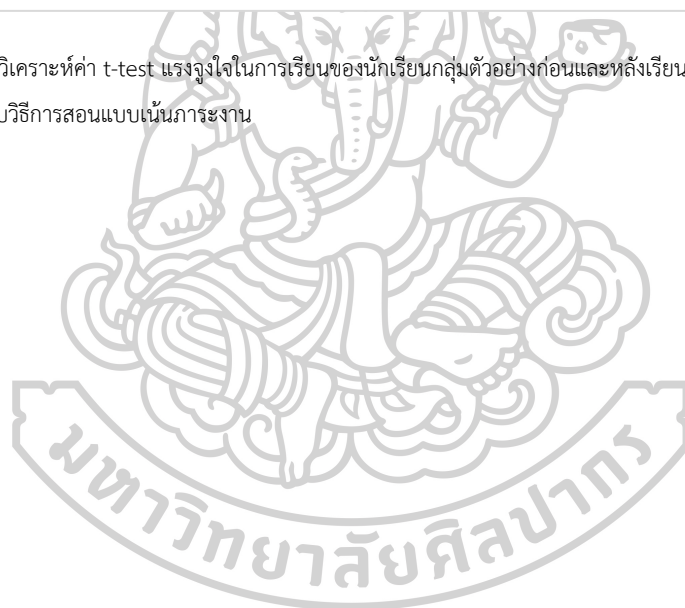 วิเคราะห์ค่า t-test แรงจูงใจในการเรียนของนักเรียนกลุ่มตัวอย่างก่อนและหลังเรียน
วิธีการสอนแบบเน้นภาระงาน
มหาวิทยาลัยศิลปากร